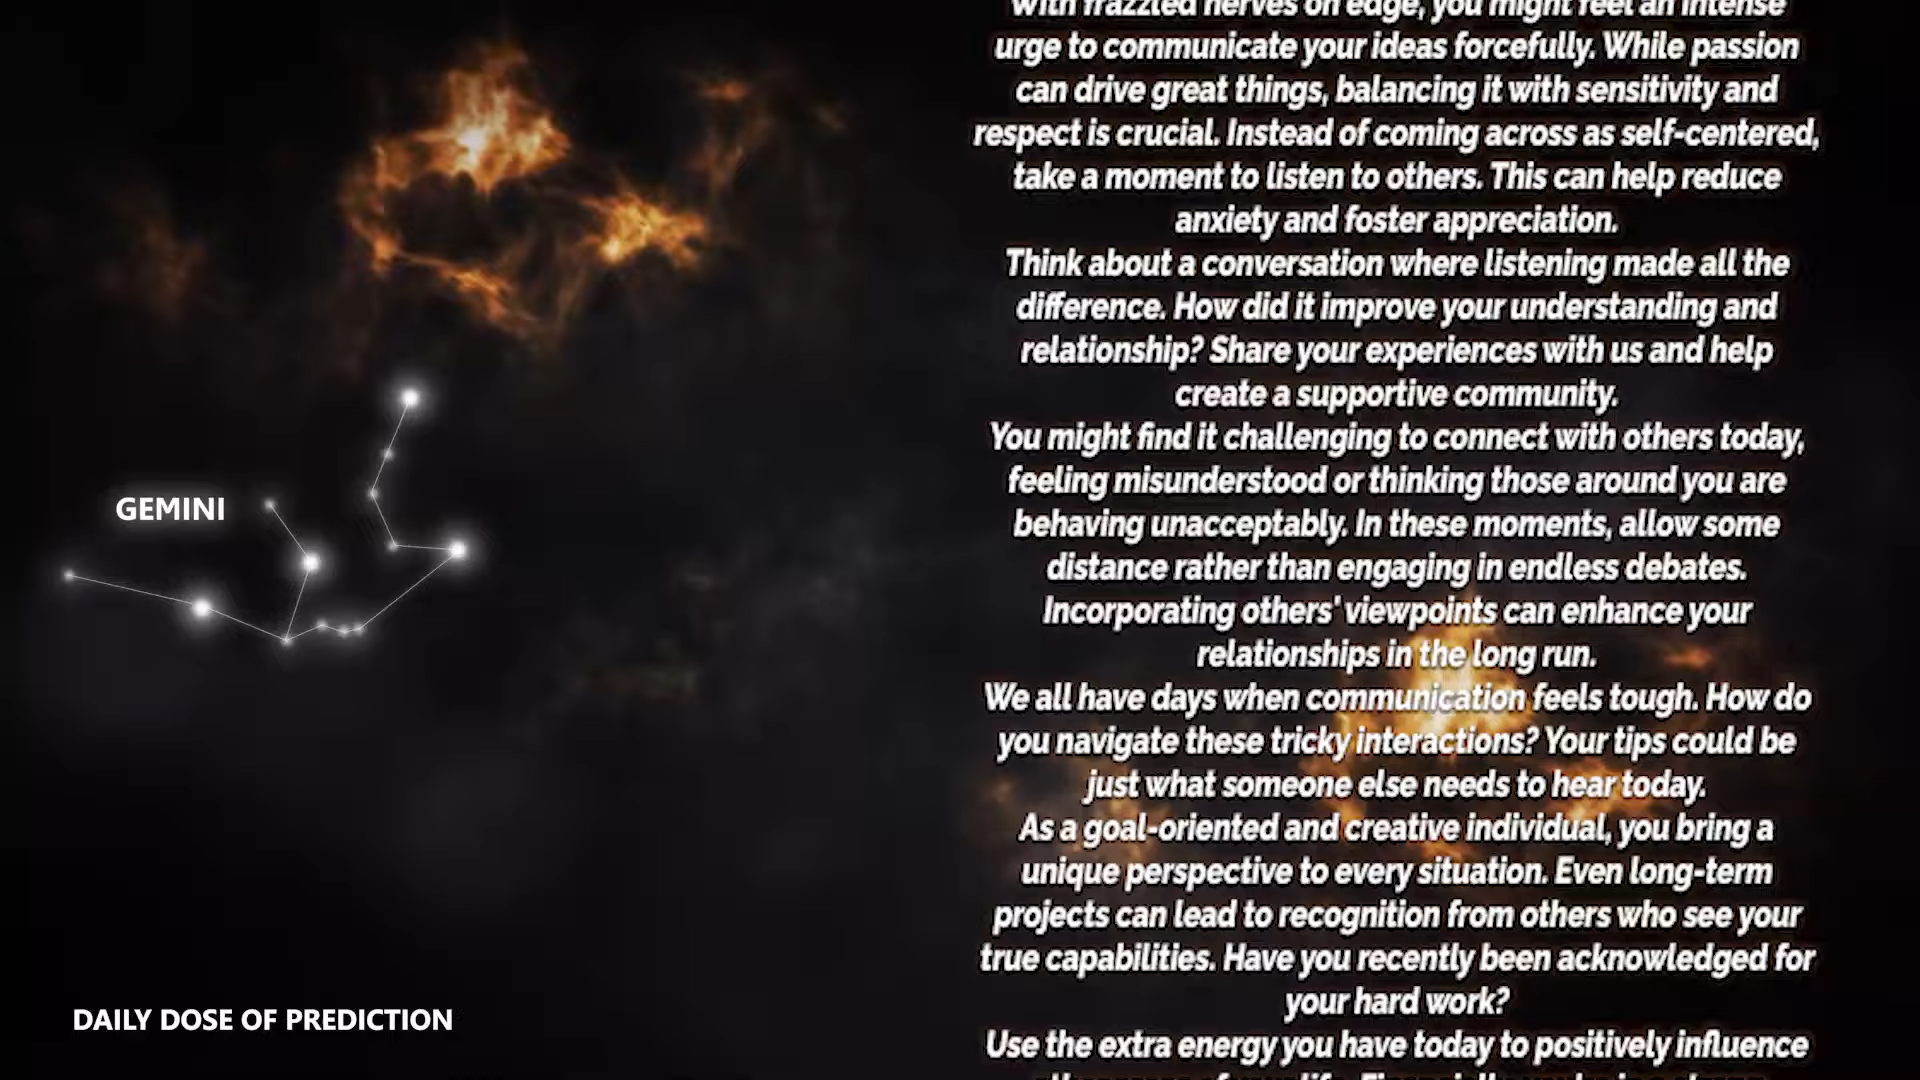 With frazzled nerves on edge, you might feel an intense
urge to communicate your ideas forcefully. While passion
can drive great things, balancing it with sensitivity and
respect is crucial. Instead of coming across as self-centered,
take a moment to listen to others. This can help reduce
anxiety and foster appreciation.
Think about a conversation where listening made all the
difference. How did it improve your understanding and
relationship? Share your experiences with us and help
create a supportive community.
You might find it challenging to connect with others today,
feeling misunderstood or thinking those around you are
behaving unacceptably. In these moments, allow some
distance rather than engaging in endless debates.
Incorporating others' viewpoints can enhance your
relationships in the long run.
We all have days when communication feels tough. How do
you navigate these tricky interactions? Your tips could be
just what someone else needs to hear today.
As a goal-oriented and creative individual, you bring a
unique perspective to every situation. Even long-term
projects can lead to recognition from others who see your
true capabilities. Have you recently been acknowledged for
your hard work?
Use the extra energy you have today to positively influence
GEMINI
DAILY DOSE OF PREDICTION